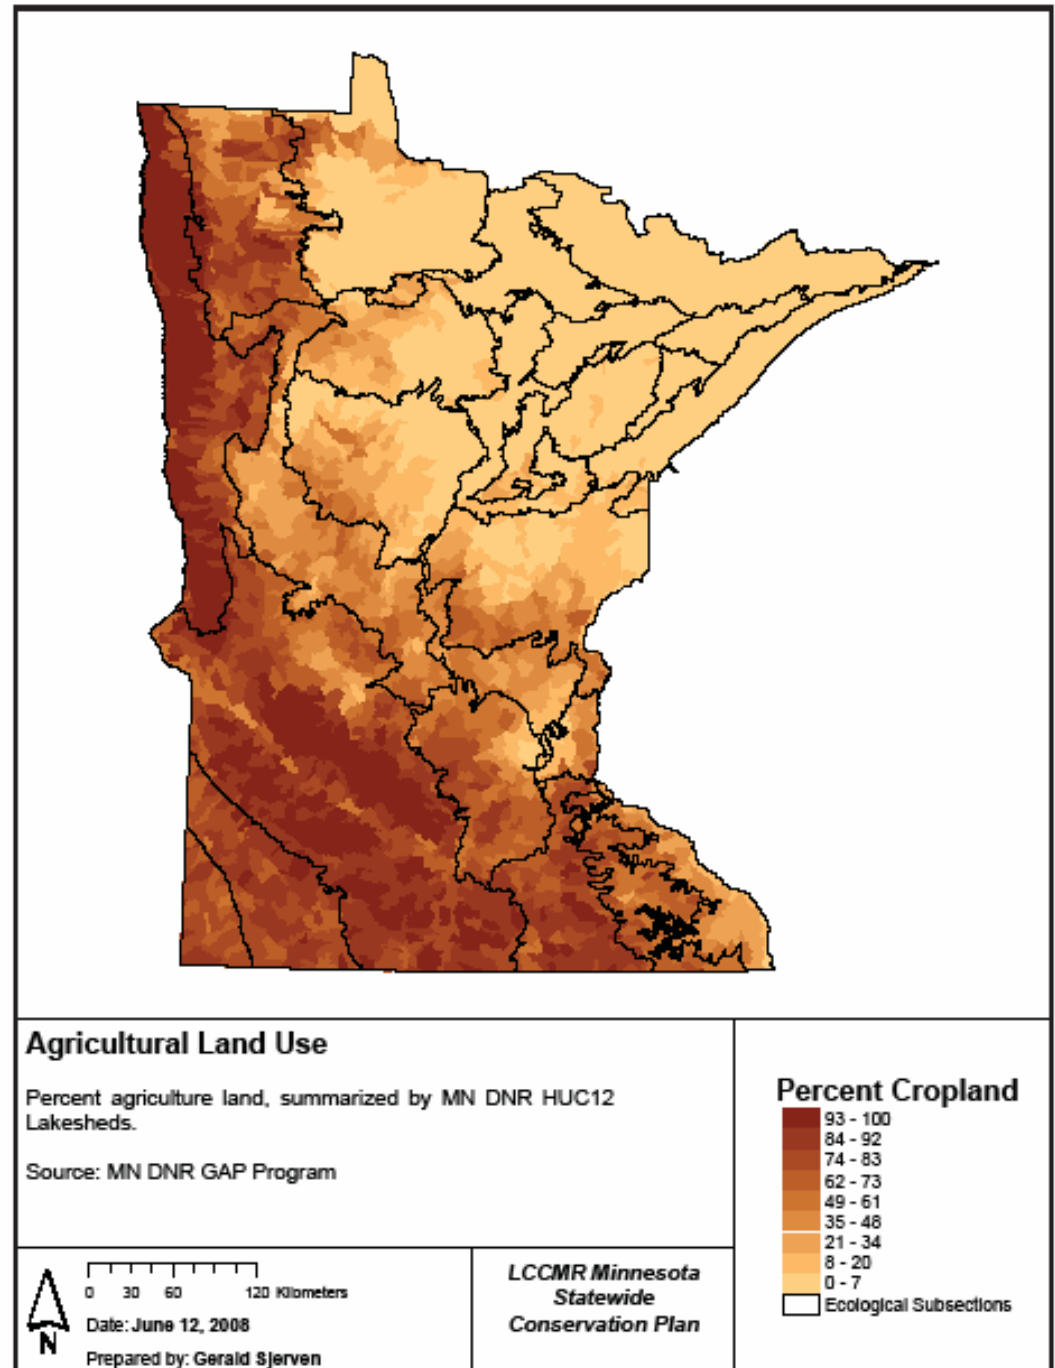 Agricultural Land Use
Percent agriculture land, summarized by MN DNR HUC12
Lakesheds.
Source: MN DNR GAP Program
Percent Cropland
93 - 100
84 - 92
74 - 83
62 - 73
49 - 61
35 - 48
21 - 34
8 - 20
0 - 7
Ecological Subsections
0 30 60 120 Kilometers
N
Date: June 12, 2008
Prepared by: Gerald Sjerven
LCCMR Minnesota
Statewide
Conservation Plan